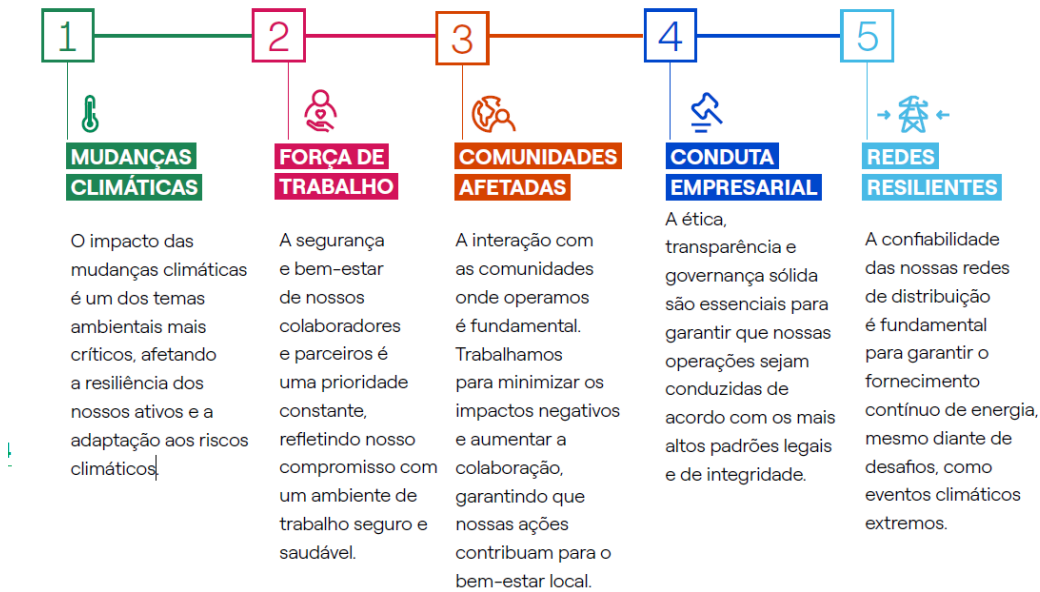 1
MUDANÇAS
CLIMÁTICAS
O impacto das
mudanças climáticas
é um dos temas
ambientais mais
críticos, afetando
a resiliência dos
nossos ativos e a
adaptação aos riscos
climáticos.
2
FORÇA DE
TRABALHO
A segurança
e bem-estar
de nossos
colaboradores
e parceiros é
uma prioridade
constante,
refletindo nosso
compromisso com
um ambiente de
trabalho seguro e
saudável.
3
COMUNIDADES
AFETADAS
A interação com
as comunidades
onde operamos
é fundamental.
Trabalhamos
para minimizar os
impactos negativos
e aumentar a
colaboração,
garantindo que
nossas ações
contribuam para o
bem-estar local.
4
CONDUTA
EMPRESARIAL
A ética,
transparência e
governança sólida
são essenciais para
garantir que nossas
operações sejam
conduzidas de
acordo com os mais
altos padrões legais
e de integridade.
5
REDES
RESILIENTES
A confiabilidade
das nossas redes
de distribuição
é fundamental
para garantir o
fornecimento
contínuo de energia,
mesmo diante de
desafios, como
eventos climáticos
extremos.